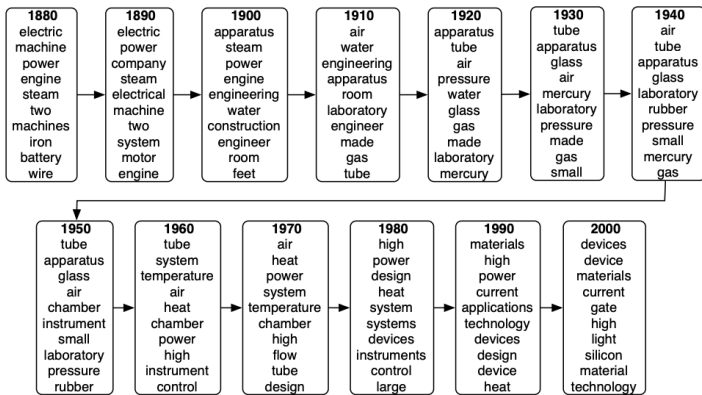 1880
electric
machine
power
engine
steam
two
machines
iron
battery
wire
1890
electric
power
company
steam
electrical
machine
two
system
motor
engine
1900
apparatus
steam
power
engine
engineering
water
construction
engineer
room
feet
1910
air
water
engineering
apparatus
room
laboratory
engineer
made
gas
tube
1920
apparatus
tube
air
pressure
water
glass
gas
made
laboratory
mercury
1930
tube
apparatus
glass
air
mercury
laboratory
pressure
made
gas
small
1940
air
tube
apparatus
glass
laboratory
rubber
pressure
small
mercury
gas
1950
tube
apparatus
glass
air
chamber
instrument
small
laboratory
pressure
rubber
1960
tube
system
temperature
air
heat
chamber
power
high
instrument
control
1970
air
heat
power
system
temperature
chamber
high
flow
tube
design
1980
high
power
design
heat
system
systems
devices
instruments
control
large
1990
materials
high
power
current
applications
technology
devices
design
device
heat
2000
devices
device
materials
current
gate
high
light
silicon
material
technology